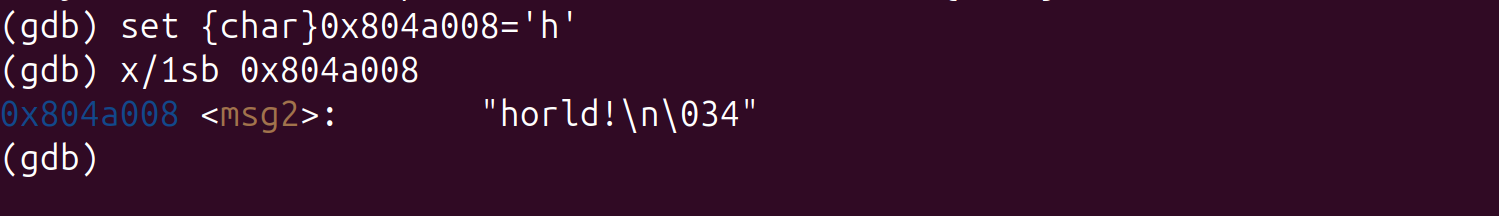 (gdb) set {char}0x804a008='h'
(gdb) x/1sb 0x804a008
0x804a008 <msg2>:	"horld!\n\034"
(gdb)